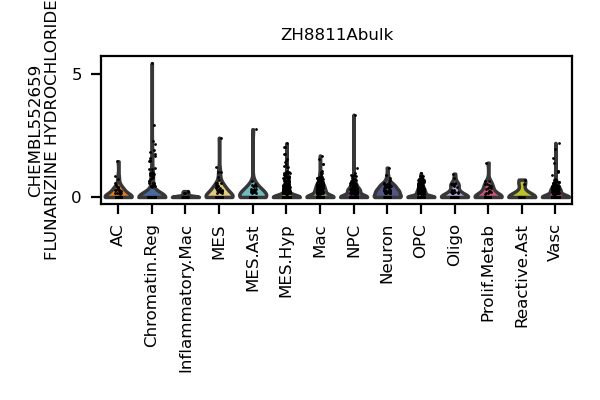 ZH8811Abulk
CHEMBL552659
FLUNARIZINE HYDROCHLORIDE
5
0
AC
Chromatin.Reg
Inflammatory.Mac
MES
MES.Ast
MES.Hyp
Mac
NPC
Neuron
OPC
Oligo
Prolif.Metab
Reactive.Ast
Vasc